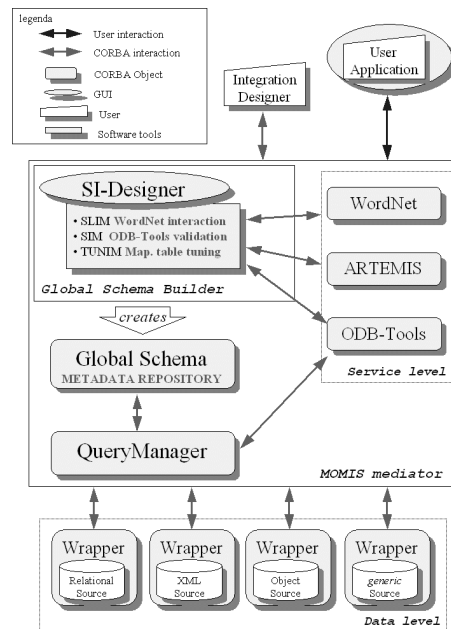 legenda
User interaction
CORBA interaction
CORBA Object
GUI
User
Software tools
Integration
Designer
User
Application
SI-Designer
• SLIM WordNet interaction
• SIM ODB-Tools validation
• TUNIM Map. table tuning
Global Schema Builder
WordNet
ARTEMIS
ODB-Tools
Service level
creates
Global Schema
METADATA REPOSITORY
QueryManager
MOMIS mediator
Wrapper
Relational
Source
Wrapper
XML
Source
Wrapper
Object
Source
Wrapper
generic
Source
Data level